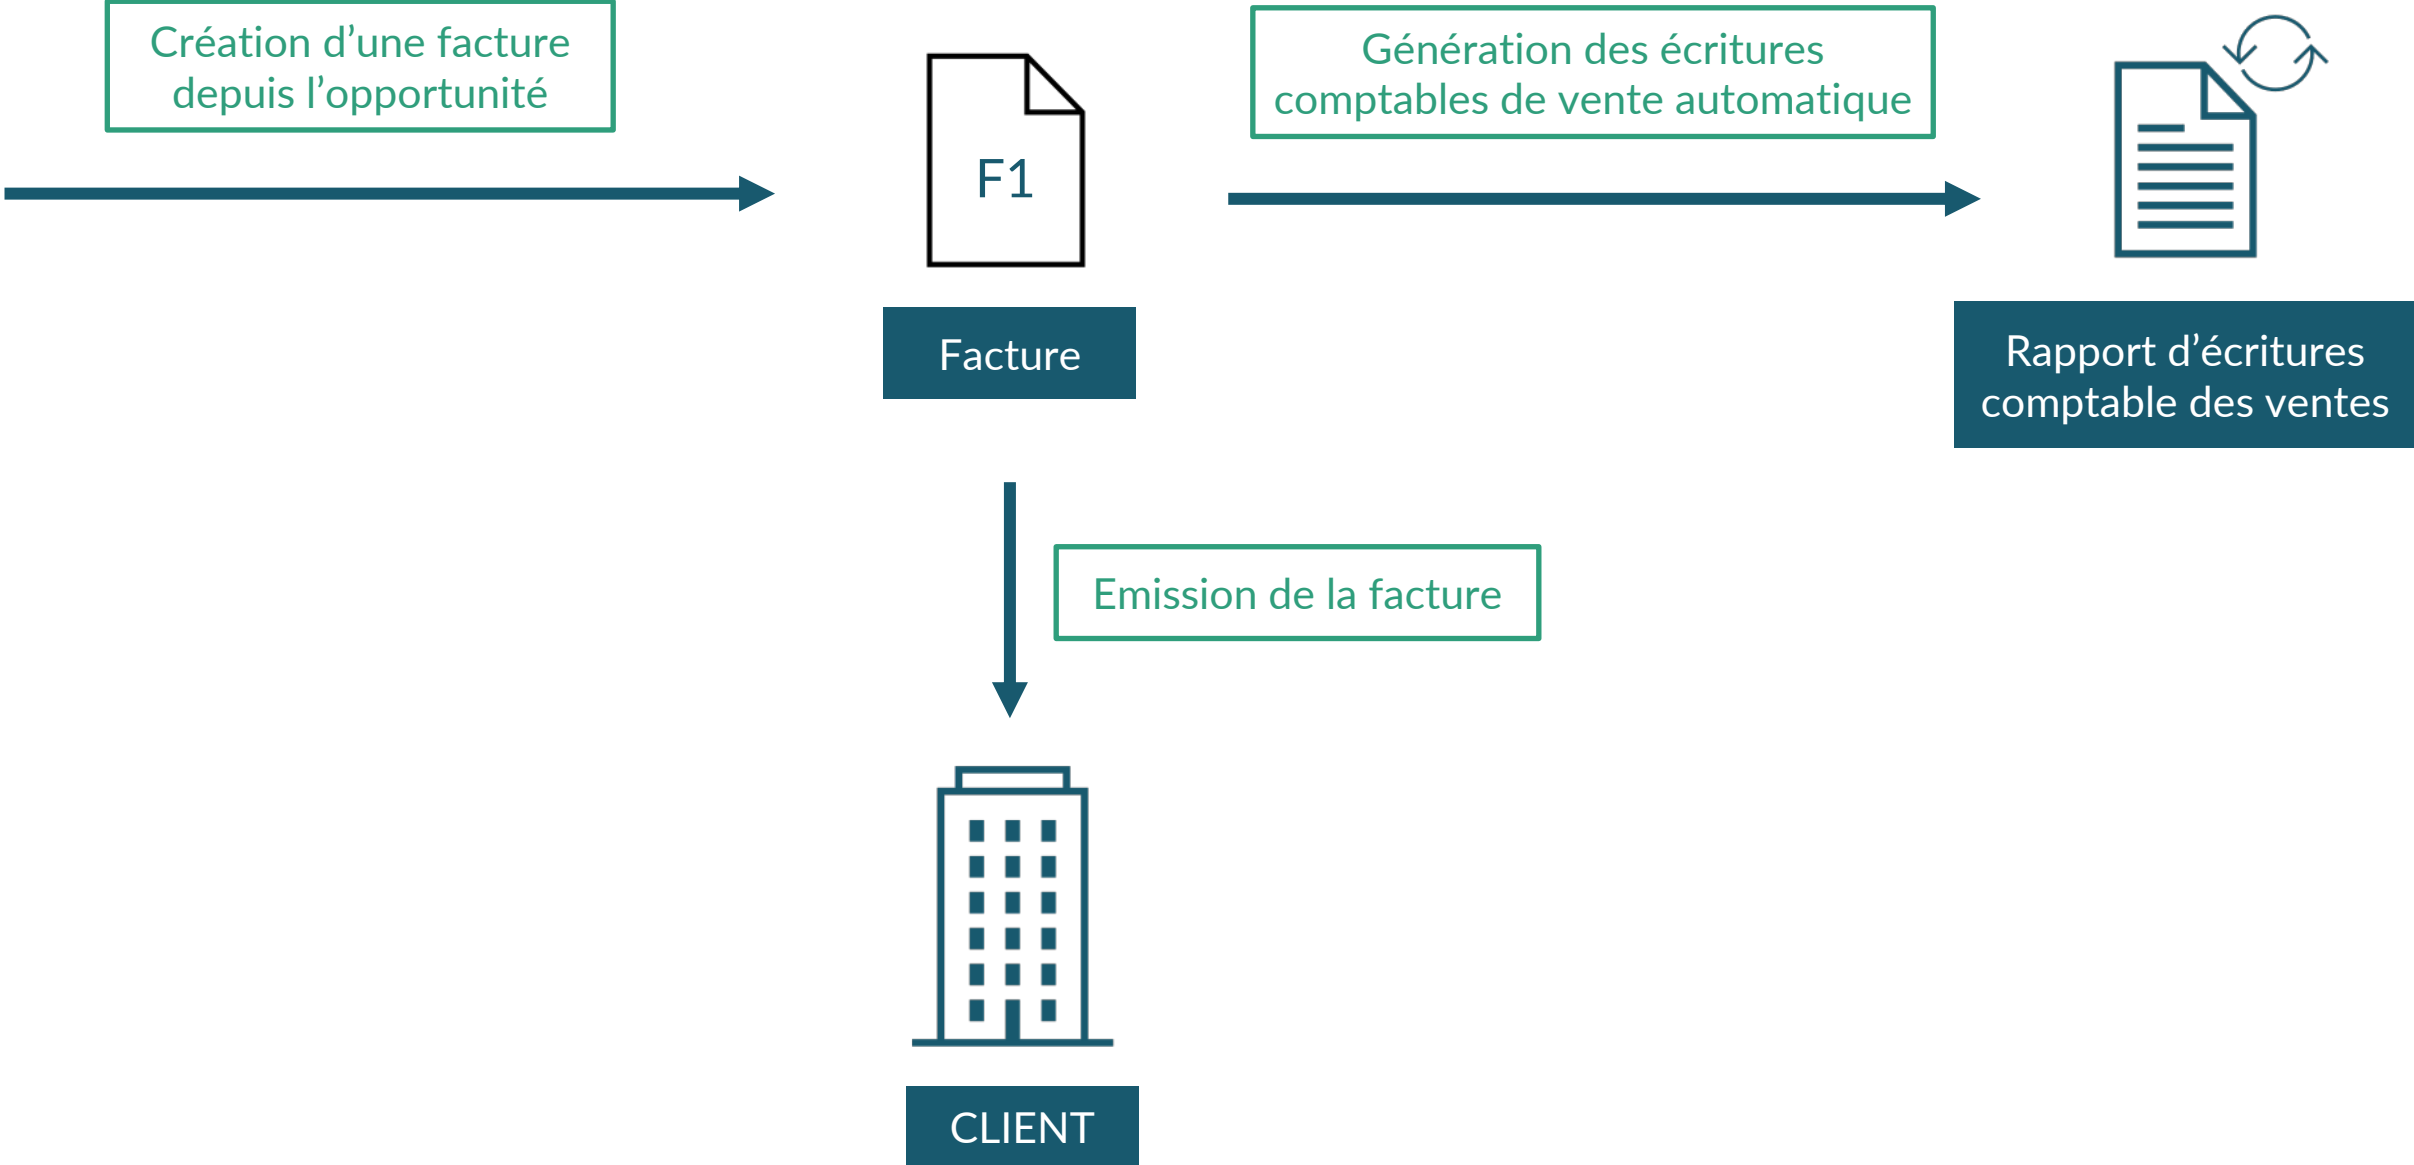 Création d’une facture
depuis l’opportunité
F1
Facture
Génération des écritures
comptables de vente automatique
Rapport d’écritures
comptable des ventes
Emission de la facture
CLIENT